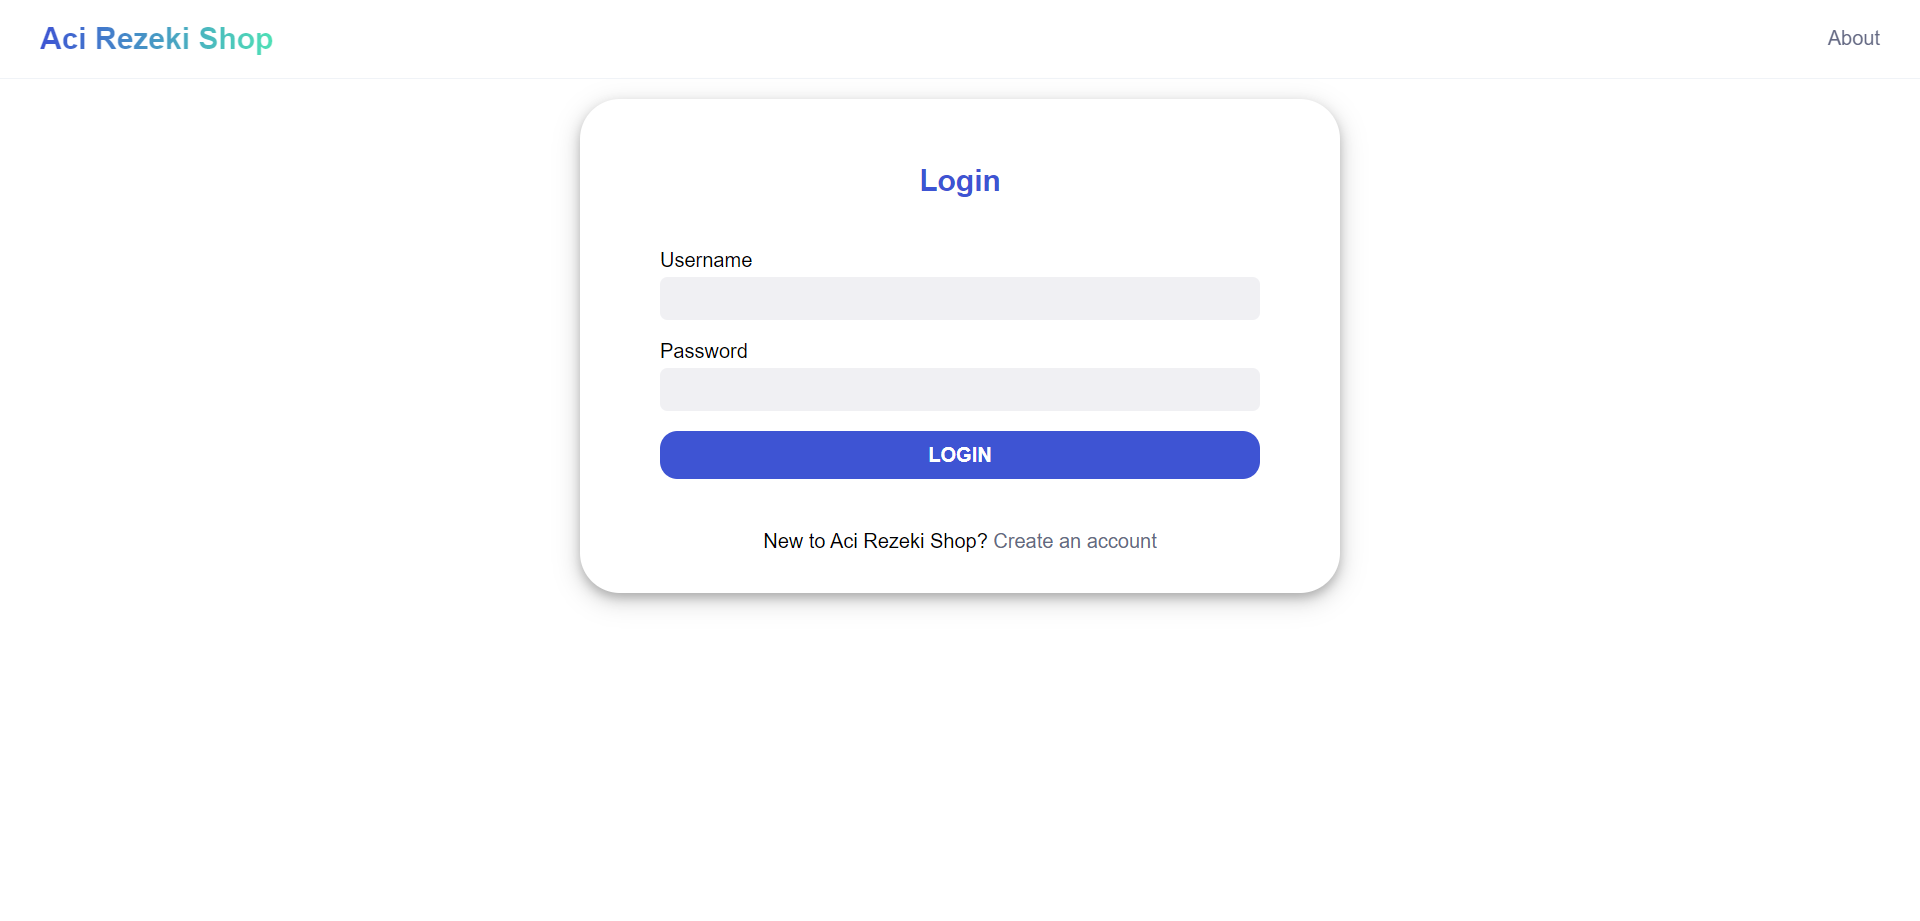 Aci Rezeki Shop
About
Login
Username
Password
LOGIN
New to Aci Rezeki Shop? Create an account